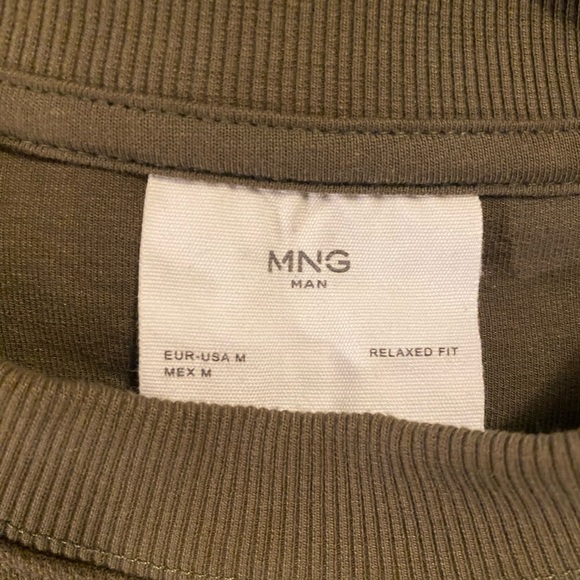 MNG
MAN
EUR-USA M
MEX M
RELAXED FIT